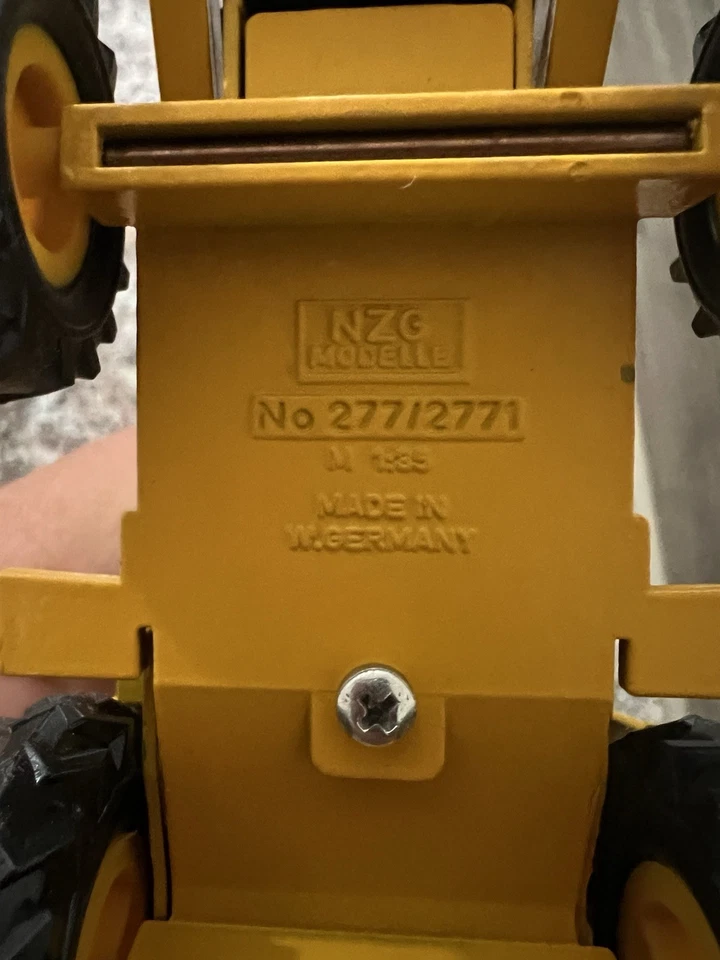 NZG
MODELLE
No 277/2771
M 1:35
MADE IN
W.GERMANY